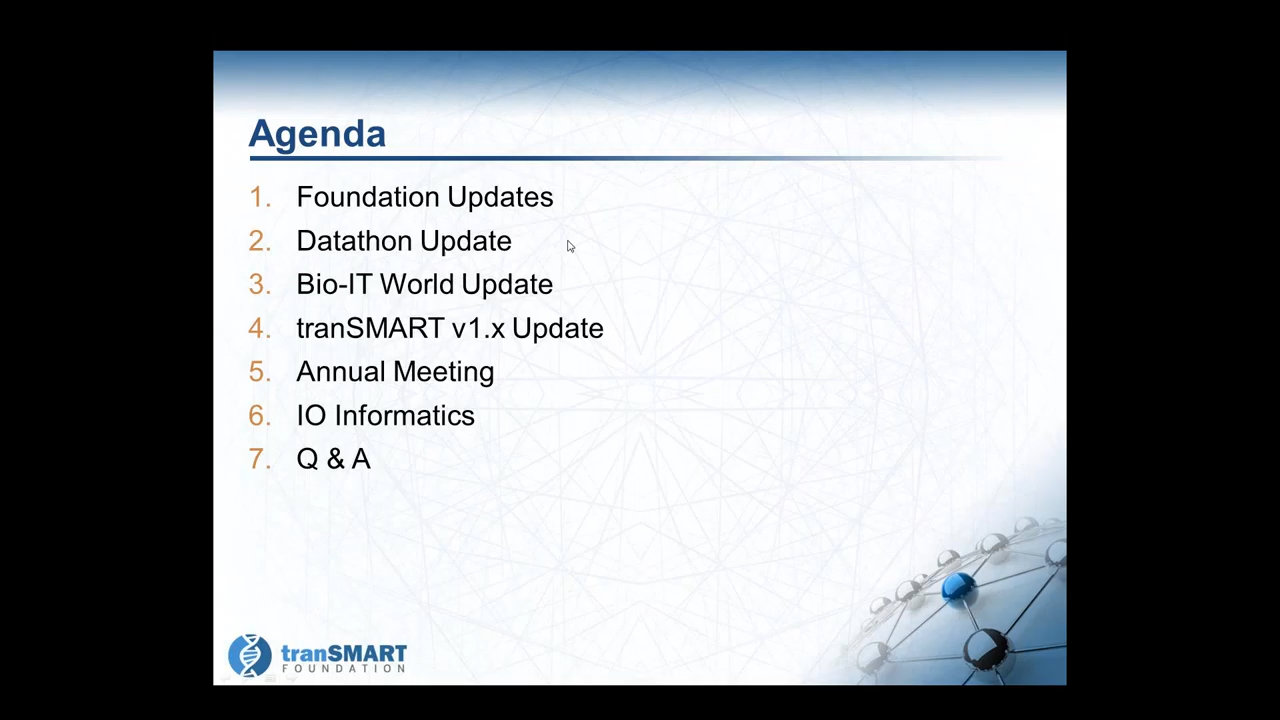 Agenda
1. Foundation Updates
2. Datathon Update
3. Bio-IT World Update
4. tranSMART v1.x Update
5. Annual Meeting
6. IO Informatics
7. Q & A
tranSMART
FOUNDATION